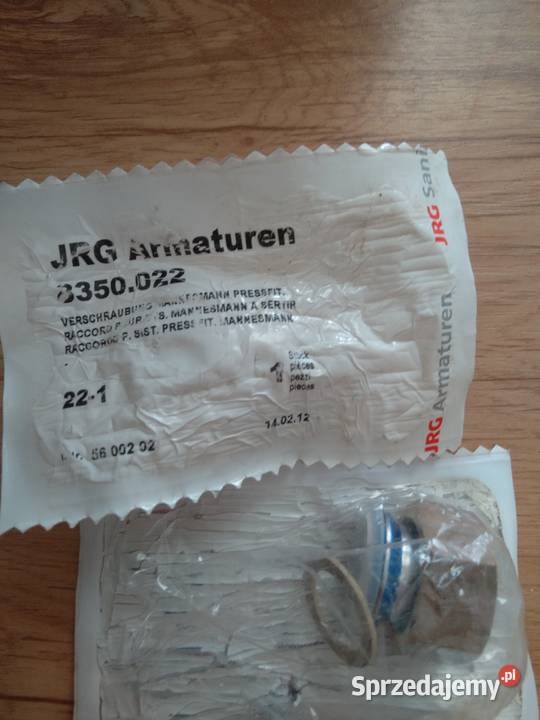 JRG Armaturen
8350.022
VERSCHRAUBUNG MANNESMANN PRESSFIT.
RACCORD POUR S. MANNESMANN A SERTIR
RACCORDO P. SIST. PRESSFIT. MANNESMANN
22-1
1
Stück
pièces
pezzi
pieces
14.02.12
56 002 02
JRG Armaturen
JRG Sani
Sprzedajemy.pl